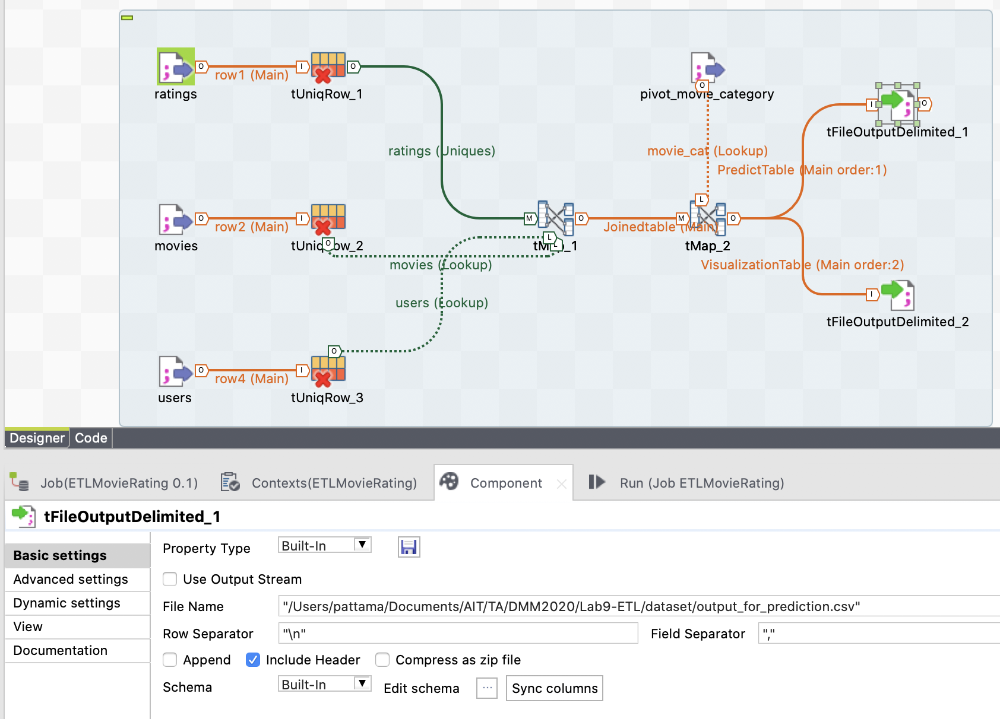 O
I
O
row1 (Main)
ratings
tUniqRow_1
O
pivot_movie_category
I
O
tFileOutputDelimited_1
ratings (Uniques)
movie_cat (Lookup)
PredictTable (Main order:1)
L
O
I
M
O
M
O
row2 (Main)
Joinedtable (Main)
movies
O
tUniqRow_2
L
L
tMap_1
tMap_2
movies (Lookup)
VisualizationTable (Main order:2)
I
users (Lookup)
tFileOutputDelimited_2
O
O
I
row4 (Main)
users
tUniqRow_3
Designer
Code
Job(ETLMovieRating 0.1)
Contexts(ETLMovieRating)
Component
Run (Job ETLMovieRating)
tFileOutputDelimited_1
Basic settings
Advanced settings
Dynamic settings
View
Documentation
Property Type
Built-In
Use Output Stream
File Name
"/Users/pattama/Documents/AIT/TA/DMM2020/Lab9-ETL/dataset/output_for_prediction.csv"
Row Separator
"\n"
Field Separator
","
Append
Include Header
Compress as zip file
Schema
Built-In
Edit schema
...
Sync columns